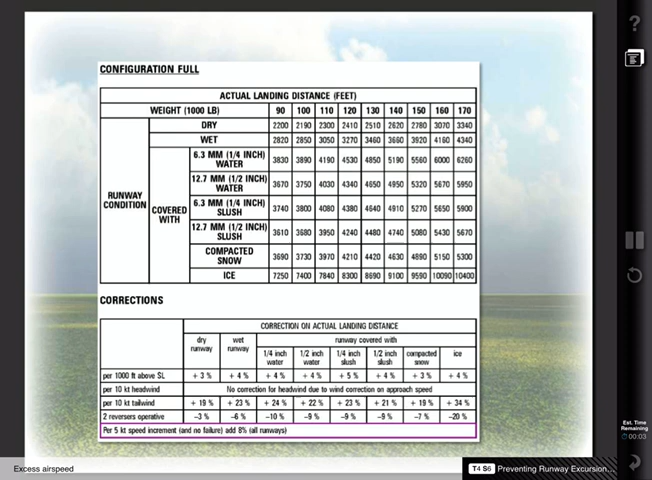 CONFIGURATION FULL
ACTUAL LANDING DISTANCE (FEET)
WEIGHT (1000 LB) 90 100 110 120 130 140 150 160 170
RUNWAY CONDITION
DRY 2200 2190 2300 2410 2510 2620 2780 3070 3340
WET 2820 2850 3050 3270 3460 3660 3920 4160 4340
COVERED WITH
6.3 MM (1/4 INCH) WATER 3830 3890 4190 4530 4850 5190 5560 6000 6260
12.7 MM (1/2 INCH) WATER 3670 3750 4030 4340 4650 4950 5320 5670 5950
6.3 MM (1/4 INCH) SLUSH 3740 3800 4080 4380 4640 4910 5270 5650 5900
12.7 MM (1/2 INCH) SLUSH 3610 3680 3950 4240 4480 4740 5080 5430 5670
COMPACTED SNOW 3690 3730 3970 4210 4420 4630 4890 5150 5300
ICE 7250 7400 7840 8300 8690 9100 9590 10090 10400
CORRECTIONS
CORRECTION ON ACTUAL LANDING DISTANCE
dry runway wet runway runway covered with
1/4 inch water 1/2 inch water 1/4 inch slush 1/2 inch slush compacted snow ice
per 1000 ft above SL + 3 % + 4 % + 4 % + 4 % + 5 % + 4 % + 3 % + 4 %
per 10 kt headwind No correction for headwind due to wind correction on approach speed
per 10 kt tailwind + 19 % + 23 % + 24 % + 22 % + 23 % + 21 % + 19 % + 34 %
2 reversers operative –3 % –6 % –10 % –9 % –9 % –9 % –7 % –20 %
Per 5 kt speed increment (and no failure) add 8% (all runways)
?
Est. Time
Remaining
00:03
Excess airspeed
T4 S6 Preventing Runway Excursion...